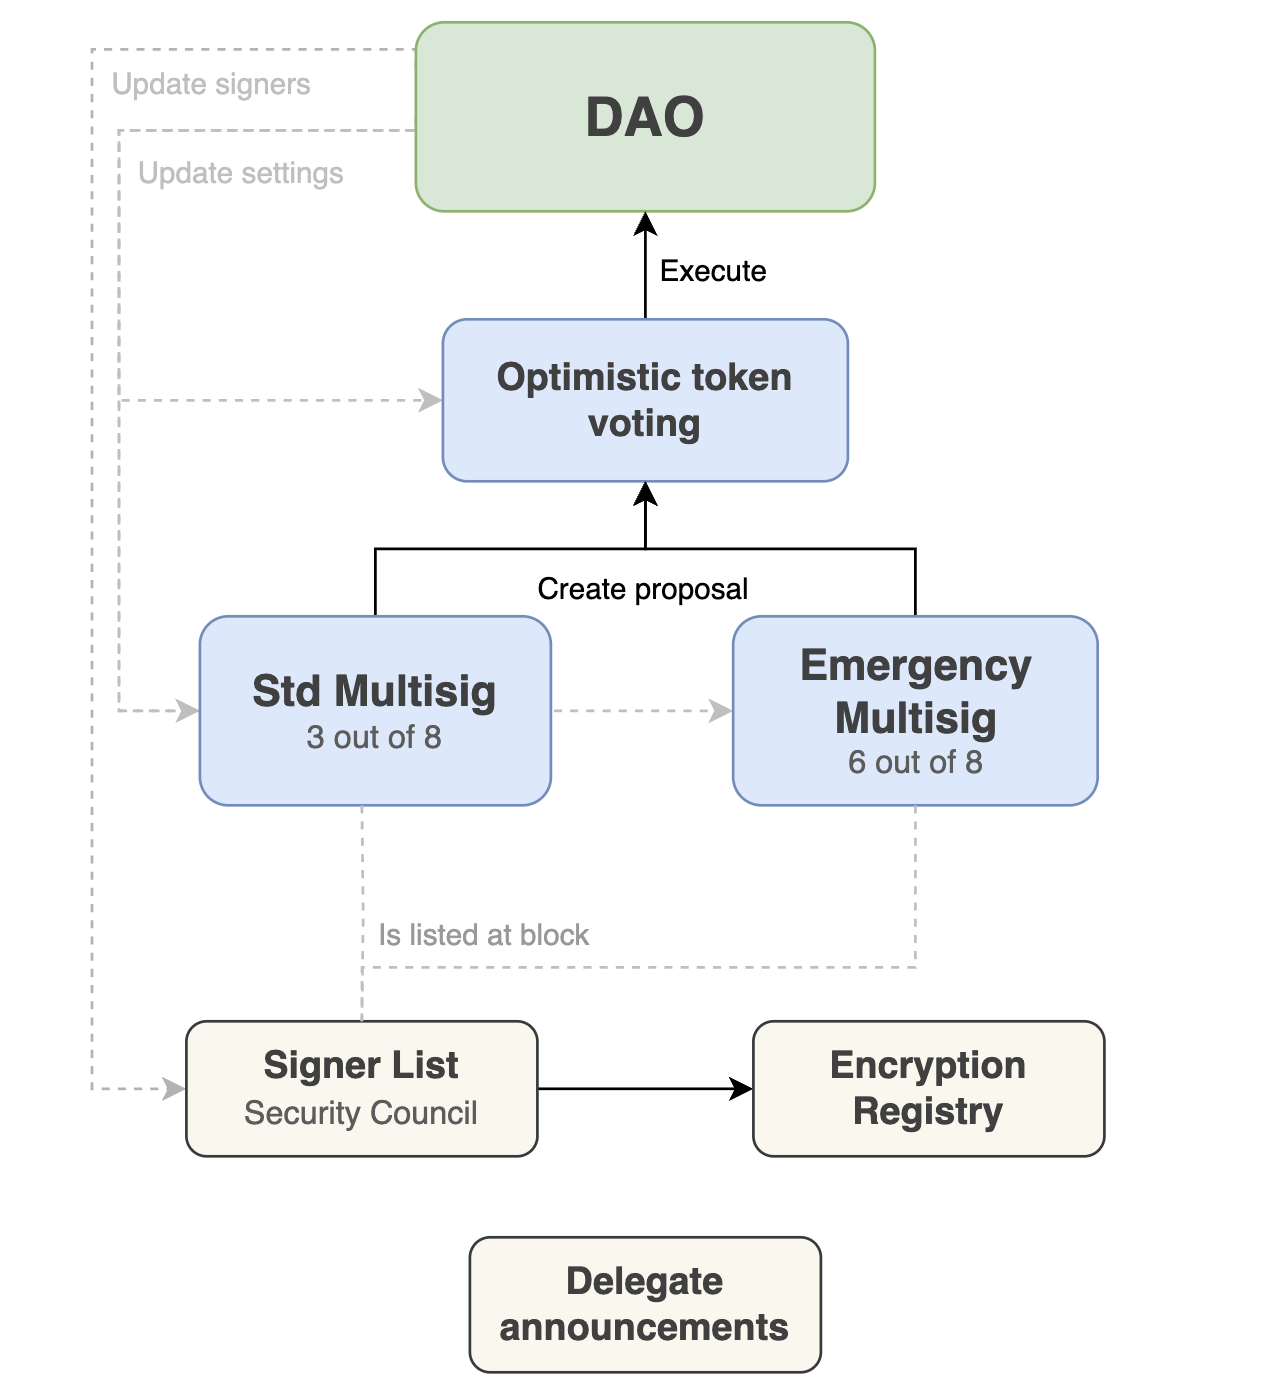 DAO
Update signers
Update settings
Execute
Optimistic token
voting
Create proposal
Std Multisig
3 out of 8
Emergency
Multisig
6 out of 8
Is listed at block
Signer List
Security Council
Encryption
Registry
Delegate
announcements